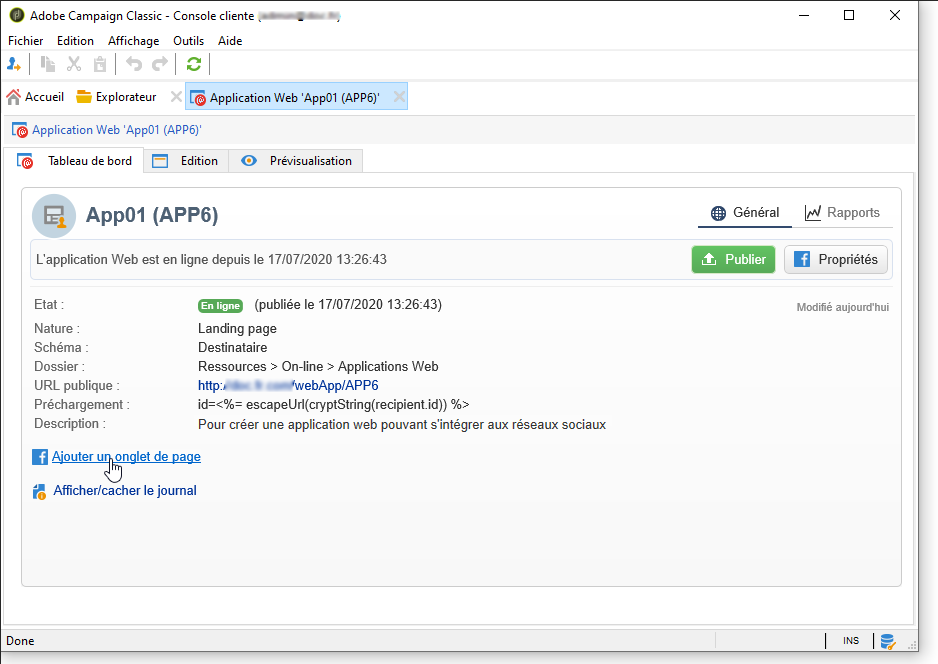 Adobe Campaign Classic - Console cliente
Fichier Edition Affichage Outils Aide
Accueil Explorateur Application Web 'App01 (APP6)'
Application Web 'App01 (APP6)'
Tableau de bord Edition Prévisualisation
App01 (APP6) Général Rapports
L'application Web est en ligne depuis le 17/07/2020 13:26:43 Publier Propriétés
Etat : En ligne (publiée le 17/07/2020 13:26:43) Modifié aujourd'hui
Nature : Landing page
Schéma : Destinataire
Dossier : Ressources > On-line > Applications Web
URL publique : http:/ /webApp/APP6
Préchargement : id=<%= escapeUrl(cryptString(recipient.id)) %>
Description : Pour créer une application web pouvant s'intégrer aux réseaux sociaux
Ajouter un onglet de page
Afficher/cacher le journal
Done INS